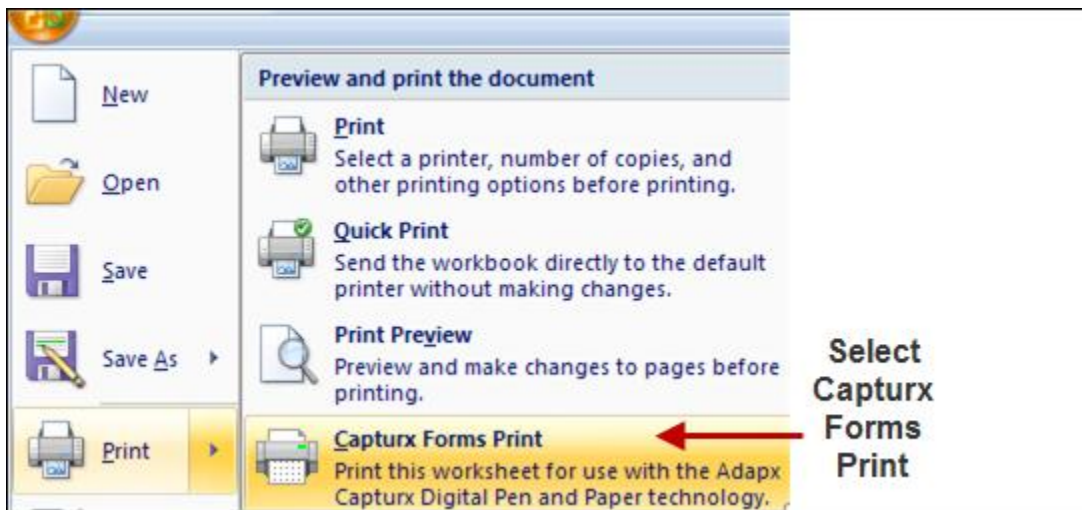 New
Open
Save
Save As
Print
Preview and print the document
Print
Select a printer, number of copies, and
other printing options before printing.
Quick Print
Send the workbook directly to the default
printer without making changes.
Print Preview
Preview and make changes to pages before
printing.
Capturx Forms Print
Print this worksheet for use with the Adapx
Capturx Digital Pen and Paper technology.
Select
Capturx
Forms
Print